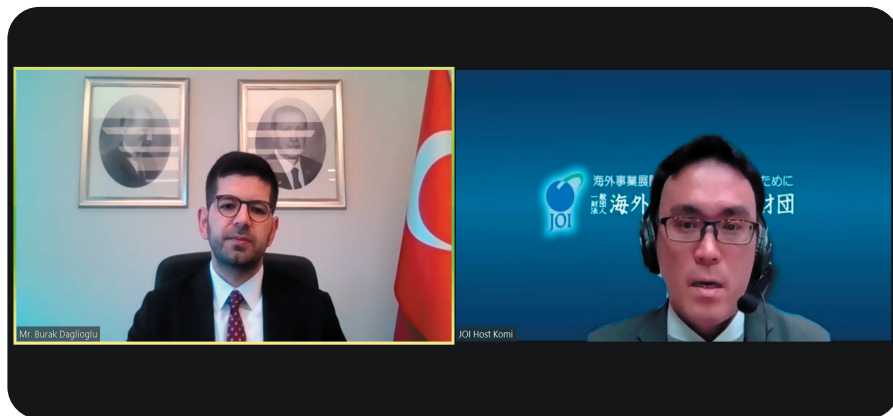 海外事業展開
ために
一般
財団
法人
海外
財団
JOI
Mr. Burak Daglioglu
JOI Host Komi